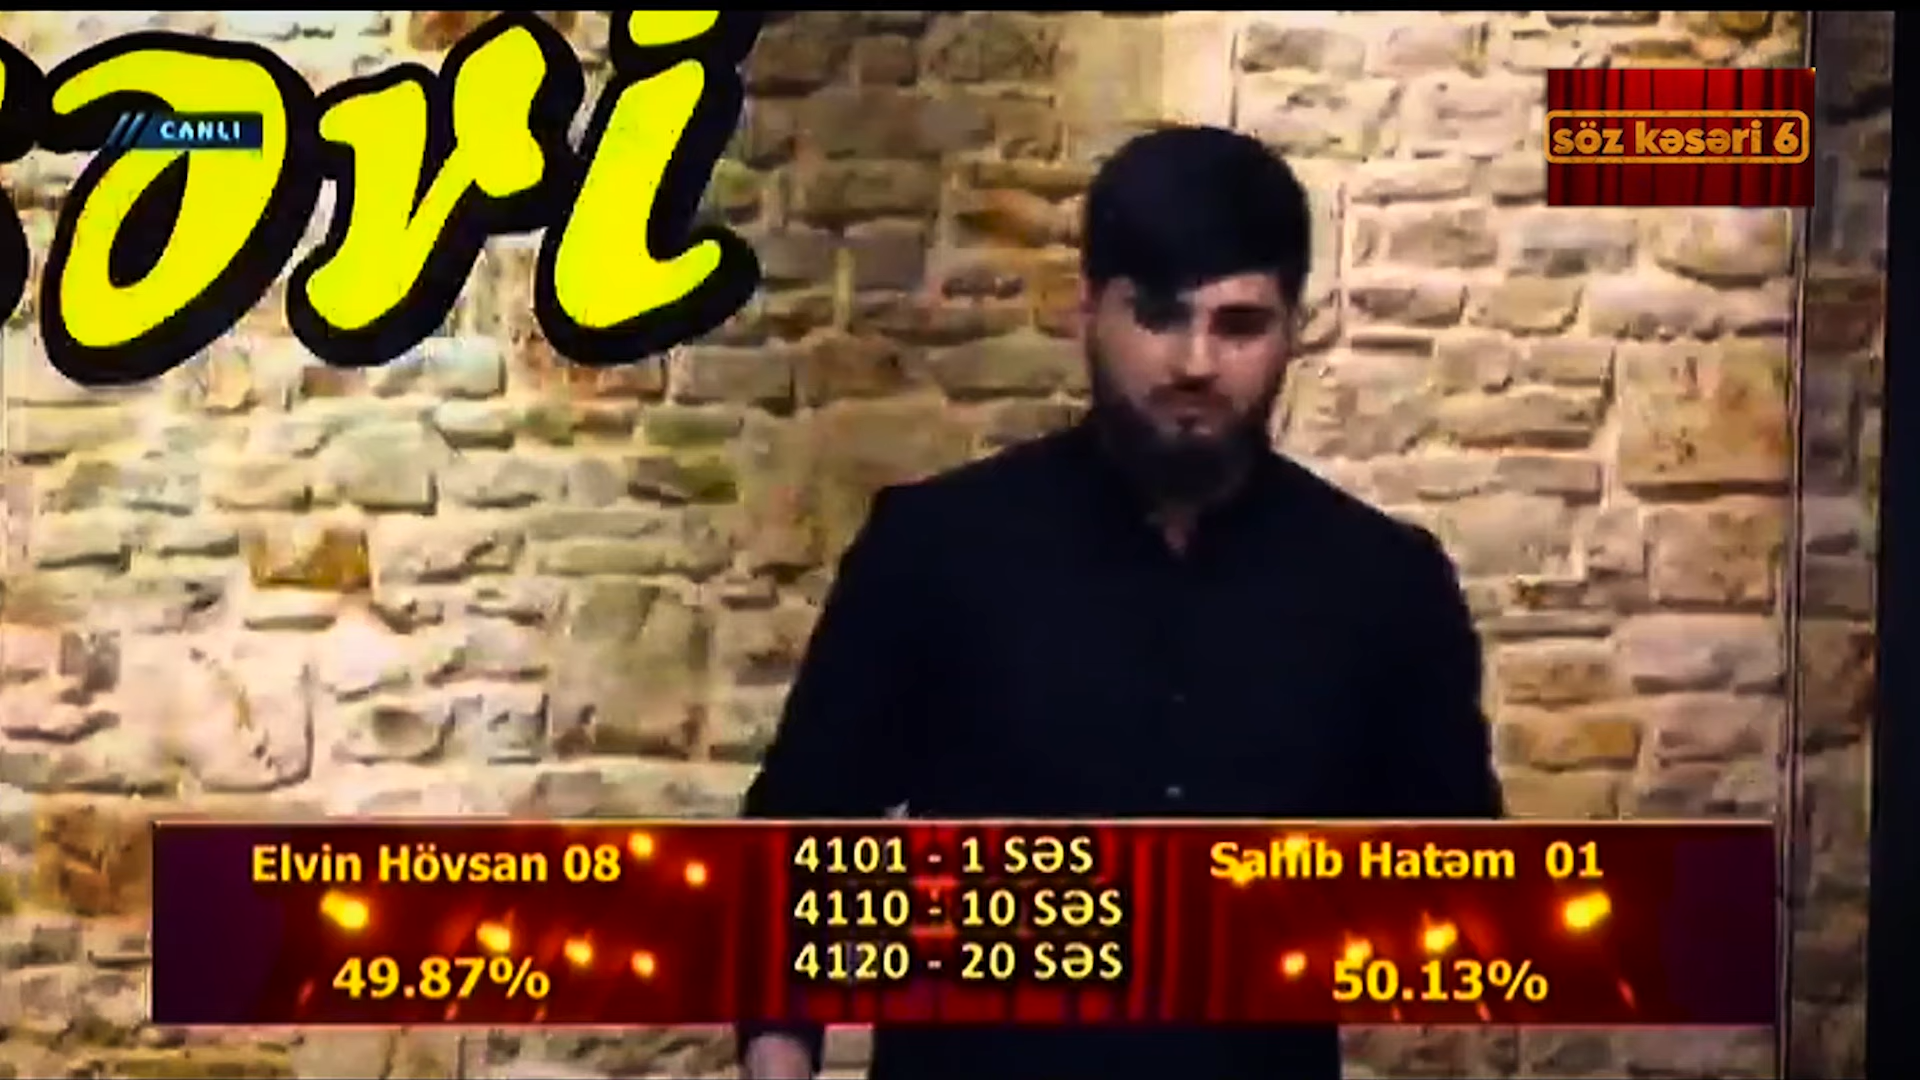 əvi
CANLI
söz kəsəri 6
Elvin Hövsan 08
49.87%
4101 - 1 SƏS
4110 - 10 SƏS
4120 - 20 SƏS
Sahib Hatəm 01
50.13%